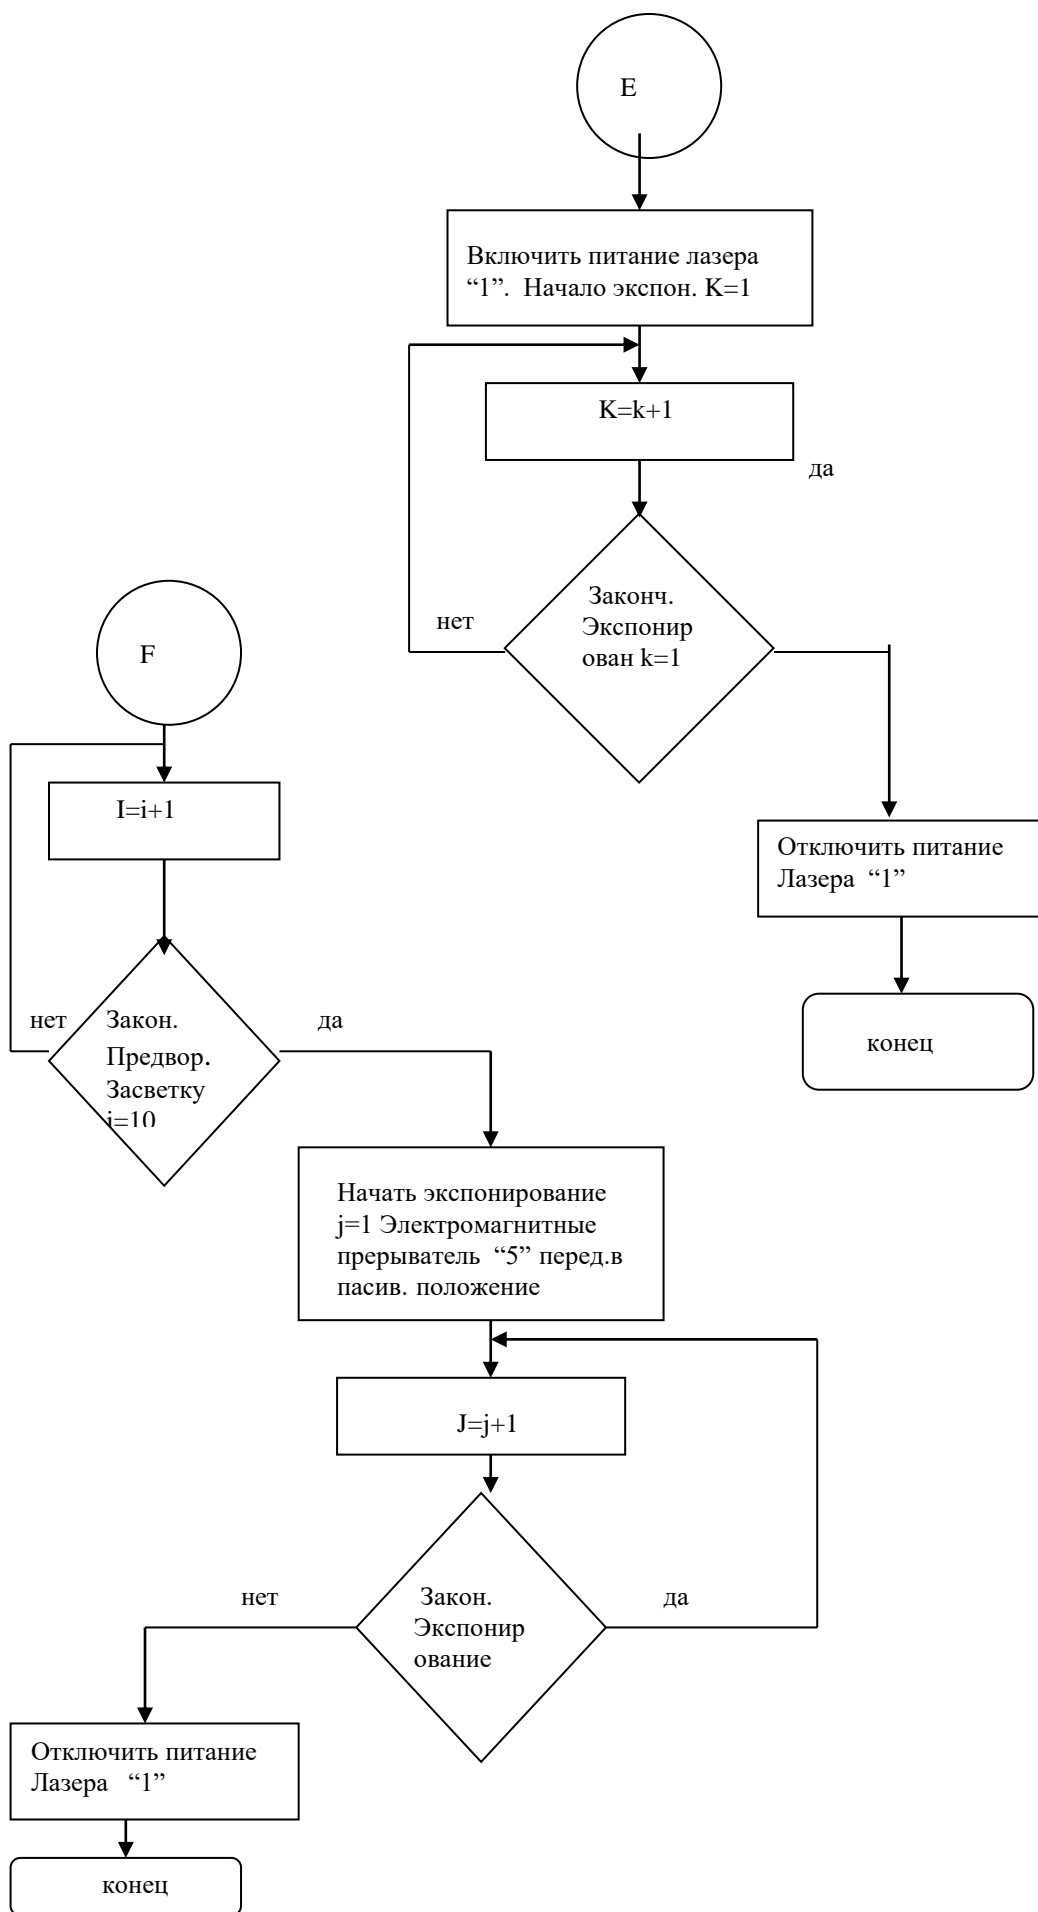 E
Включить питание лазера
“1”.  Начало экспон. K=1
K=k+1
да
Законч.
Экспонир
ован k=1
нет
F
I=i+1
Отключить питание
Лазера  “1”
конец
нет
Закон.
Предвор.
Засветку
i=10
да
Начать экспонирование
j=1 Электромагнитные
прерыватель  “5” перед.в
пасив. положение
J=j+1
нет
Закон.
Экспонир
ование
да
Отключить питание
Лазера   “1”
конец